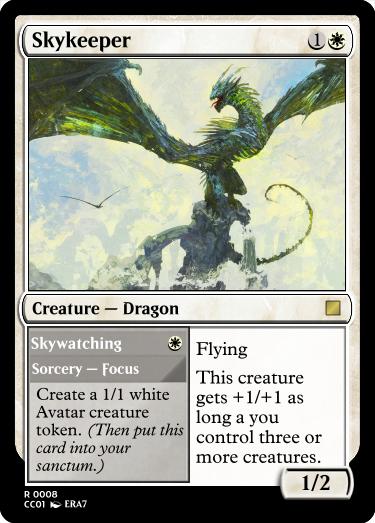 Skykeeper 1
Creature — Dragon
Skywatching
Sorcery — Focus
Create a 1/1 white
Avatar creature
token. (Then put this
card into your
sanctum.)
Flying
This creature
gets +1/+1 as
long a you
control three or
more creatures.
1/2
R 0008
CC01 ERA7